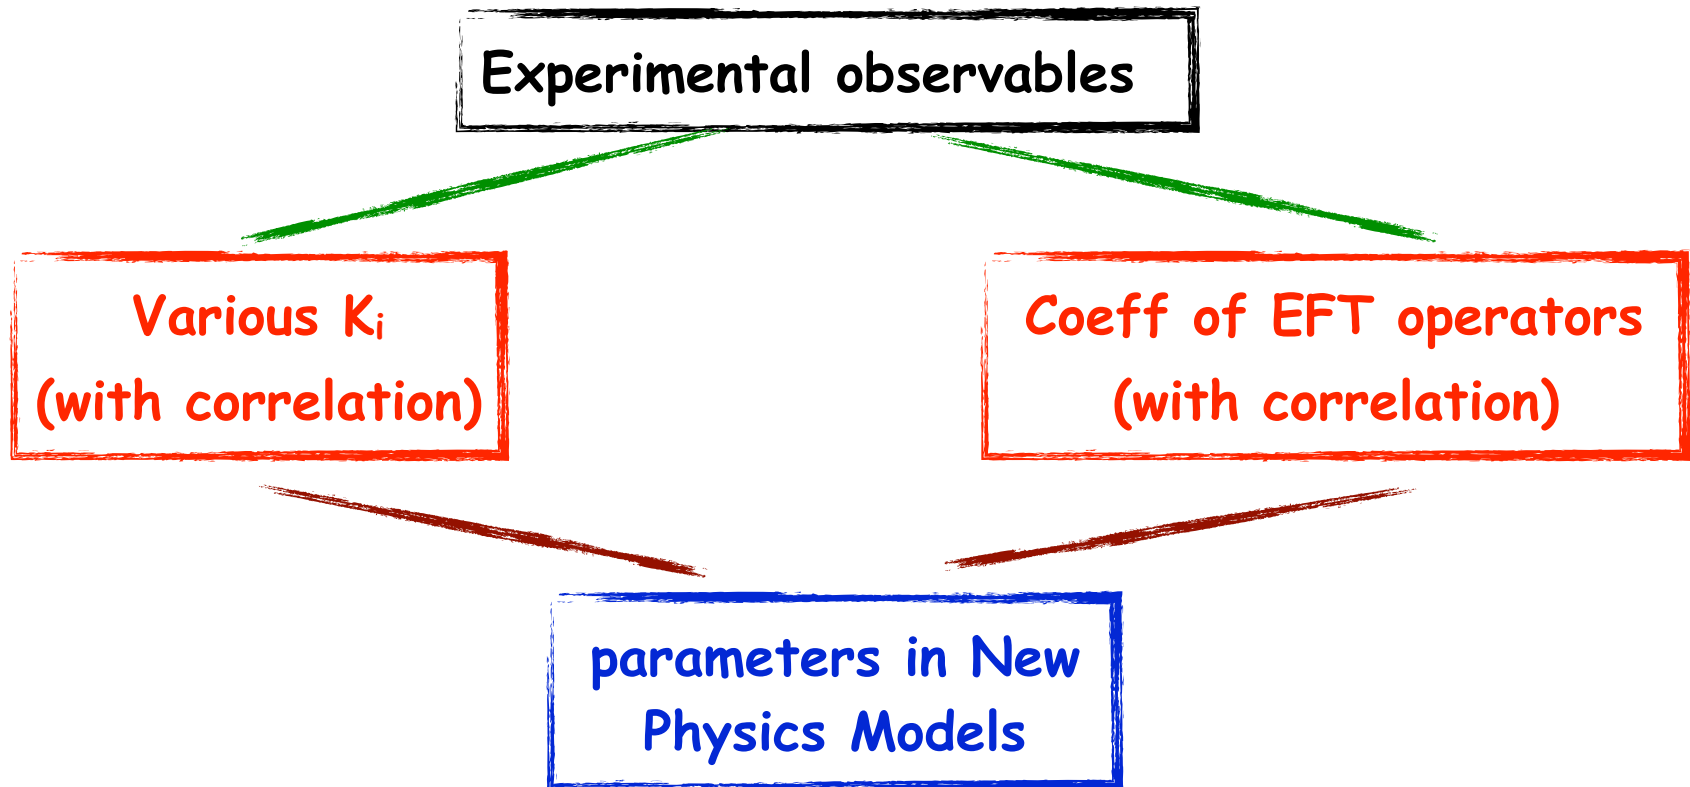 Experimental observables
Various Kᵢ
(with correlation)
Coeff of EFT operators
(with correlation)
parameters in New
Physics Models